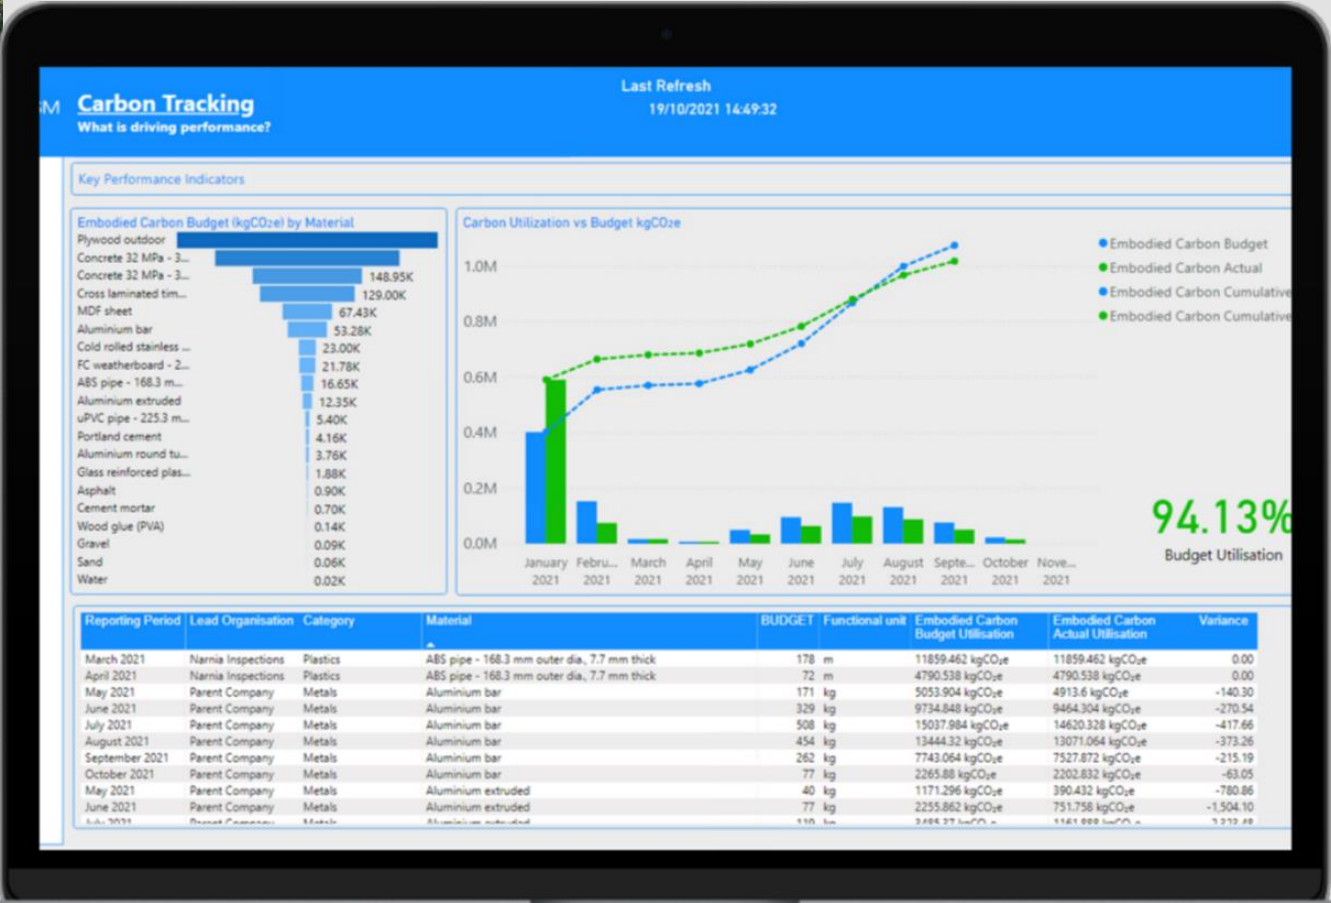 SM
Carbon Tracking
What is driving performance?
Last Refresh
19/10/2021 14:49:32
Key Performance Indicators
Embodied Carbon Budget (kgCO2e) by Material
Plywood outdoor
Concrete 32 MPa - 3...
Concrete 32 MPa - 3... 148.95K
Cross laminated tim... 129.00K
MDF sheet 67.43K
Aluminium bar 53.28K
Cold rolled stainless ... 23.00K
FC weatherboard - 2... 21.78K
ABS pipe - 168.3 m... 16.65K
Aluminium extruded 12.35K
uPVC pipe - 225.3 m... 5.40K
Portland cement 4.16K
Aluminium round tu... 3.76K
Glass reinforced plas... 1.88K
Asphalt 0.90K
Cement mortar 0.70K
Wood glue (PVA) 0.14K
Gravel 0.09K
Sand 0.06K
Water 0.02K
Carbon Utilization vs Budget kgCO2e
1.0M
0.8M
0.6M
0.4M
0.2M
0.0M
January Febru... March April May June July August Septe... October Nove...
2021 2021 2021 2021 2021 2021 2021 2021 2021 2021 2021
Embodied Carbon Budget
Embodied Carbon Actual
Embodied Carbon Cumulative
Embodied Carbon Cumulative
94.13%
Budget Utilisation
Reporting Period Lead Organisation Category Material BUDGET Functional unit Embodied Carbon Budget Utilisation Embodied Carbon Actual Utilisation Variance
March 2021 Narnia Inspections Plastics ABS pipe - 168.3 mm outer dia., 7.7 mm thick 178 m 11859.462 kgCO₂e 11859.462 kgCO₂e 0.00
April 2021 Narnia Inspections Plastics ABS pipe - 168.3 mm outer dia., 7.7 mm thick 72 m 4790.538 kgCO₂e 4790.538 kgCO₂e 0.00
May 2021 Parent Company Metals Aluminium bar 171 kg 5053.904 kgCO₂e 4913.6 kgCO₂e -140.30
June 2021 Parent Company Metals Aluminium bar 329 kg 9734.848 kgCO₂e 9464.304 kgCO₂e -270.54
July 2021 Parent Company Metals Aluminium bar 508 kg 15037.984 kgCO₂e 14620.328 kgCO₂e -417.66
August 2021 Parent Company Metals Aluminium bar 454 kg 13444.32 kgCO₂e 13071.064 kgCO₂e -373.26
September 2021 Parent Company Metals Aluminium bar 262 kg 7743.064 kgCO₂e 7527.872 kgCO₂e -215.19
October 2021 Parent Company Metals Aluminium bar 77 kg 2265.88 kgCO₂e 2202.832 kgCO₂e -63.05
May 2021 Parent Company Metals Aluminium extruded 40 kg 1171.296 kgCO₂e 390.432 kgCO₂e -780.86
June 2021 Parent Company Metals Aluminium extruded 77 kg 2255.862 kgCO₂e 751.758 kgCO₂e -1,504.10